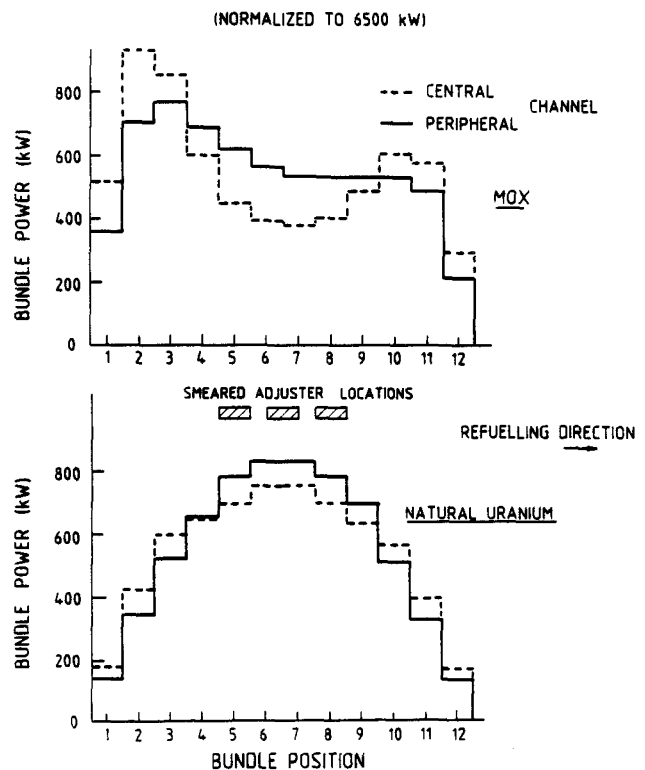 (NORMALIZED TO 6500 kW)
BUNDLE POWER (kW)
800
600
400
200
0
CENTRAL
PERIPHERAL
CHANNEL
MOX
1 2 3 4 5 6 7 8 9 10 11 12
SMEARED ADJUSTER LOCATIONS
REFUELLING DIRECTION
NATURAL URANIUM
BUNDLE POWER (kW)
800
600
400
200
0
1 2 3 4 5 6 7 8 9 10 11 12
BUNDLE POSITION